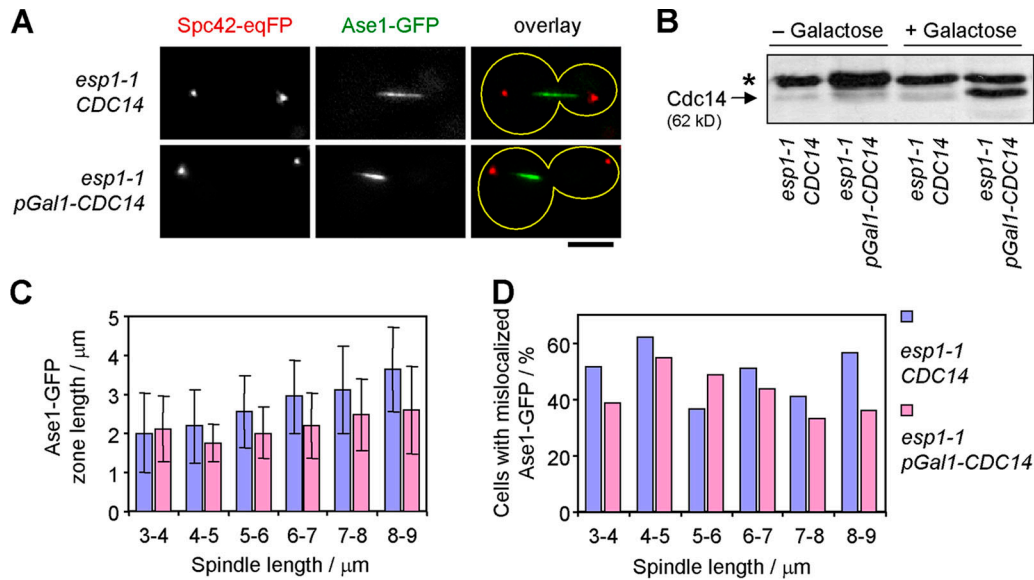 A
Spc42-eqFP
Ase1-GFP
overlay
esp1-1
CDC14
esp1-1
pGal1-CDC14
B
– Galactose
+ Galactose
*
Cdc14
(62 kD)
esp1-1
CDC14
esp1-1
pGal1-CDC14
esp1-1
CDC14
esp1-1
pGal1-CDC14
C
Ase1-GFP
zone length / µm
5
4
3
2
1
0
3-4 4-5 5-6 6-7 7-8 8-9
Spindle length / µm
D
Cells with mislocalized
Ase1-GFP / %
60
40
20
0
3-4 4-5 5-6 6-7 7-8 8-9
Spindle length / µm
esp1-1
CDC14
esp1-1
pGal1-CDC14